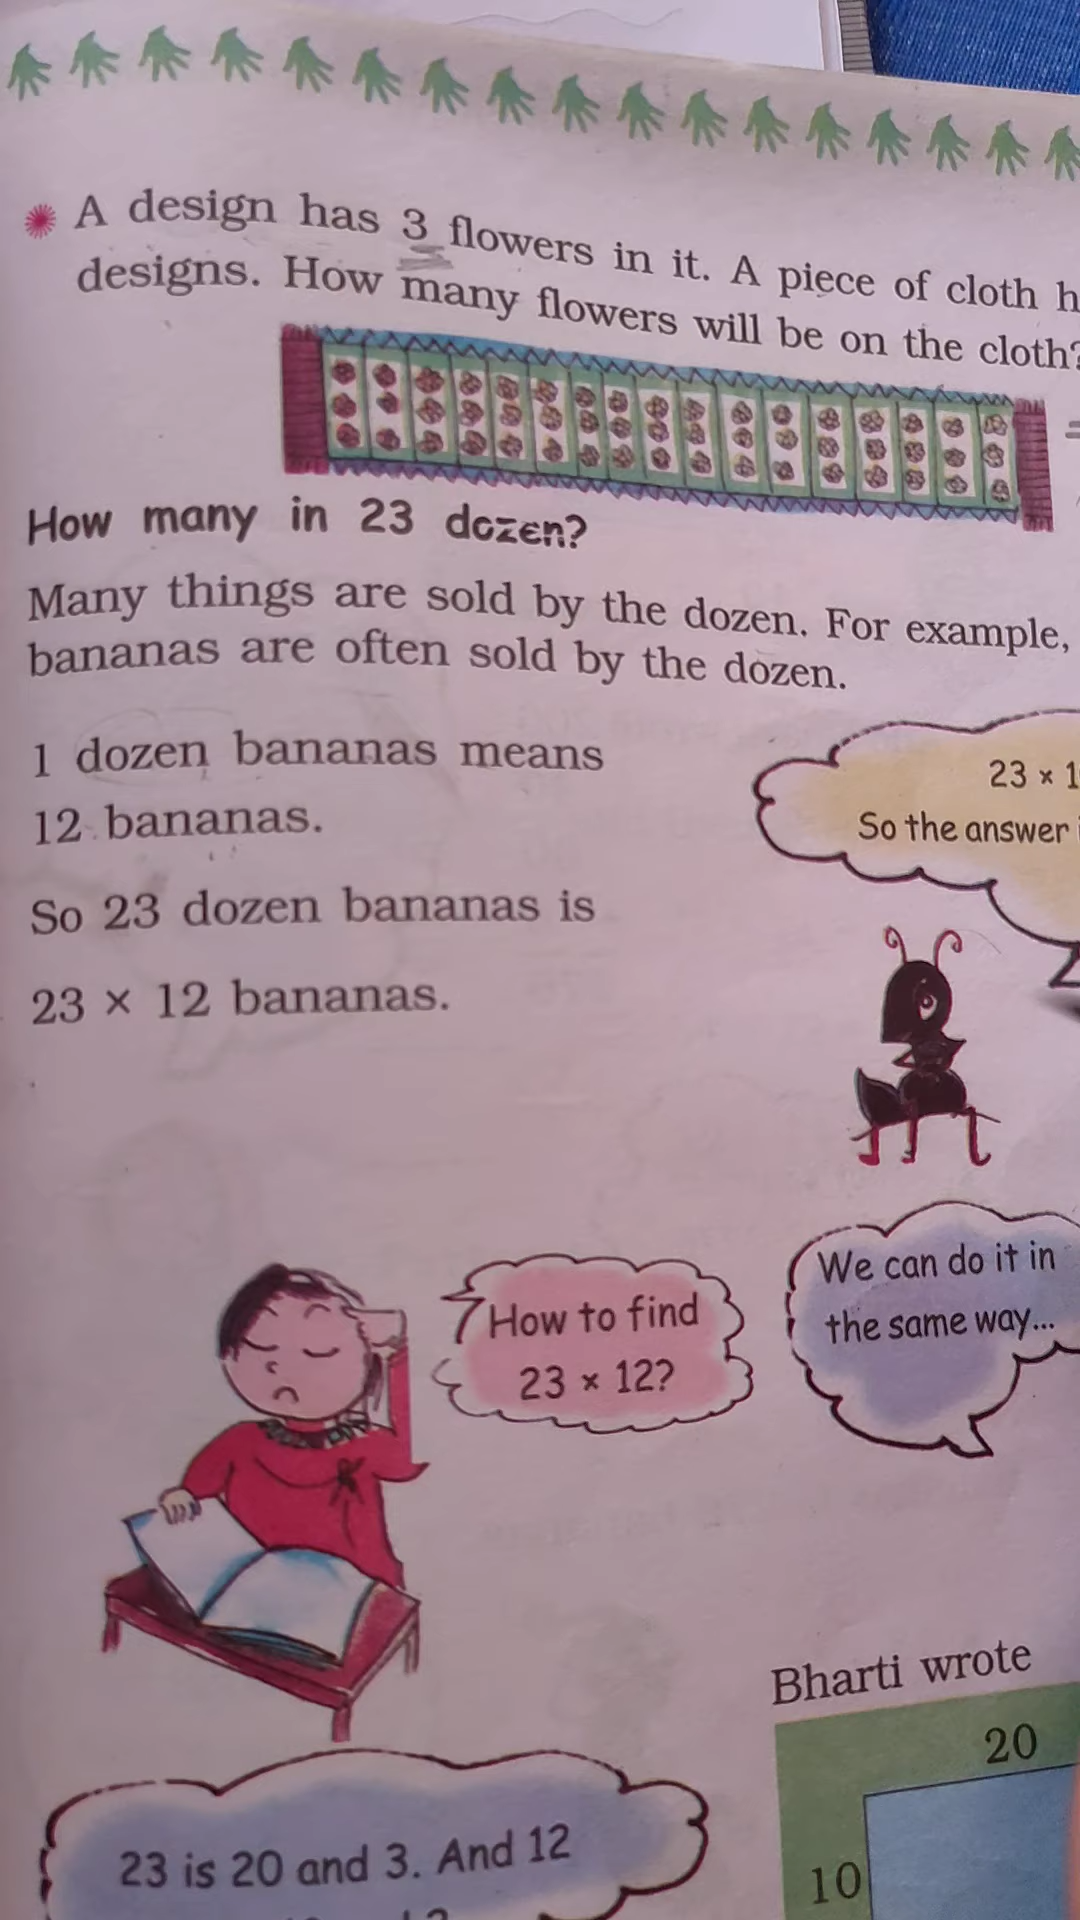 A design has 3 flowers in it. A piece of cloth
designs. How many flowers will be on the cloth?
How many in 23 dozen?
Many things are sold by the dozen. For example,
bananas are often sold by the dozen.
1 dozen bananas means
12 bananas.
So 23 dozen bananas is
23 × 12 bananas.
23 × 1
So the answer
How to find
23 × 12?
We can do it in
the same way...
23 is 20 and 3. And 12
Bharti wrote
20
10